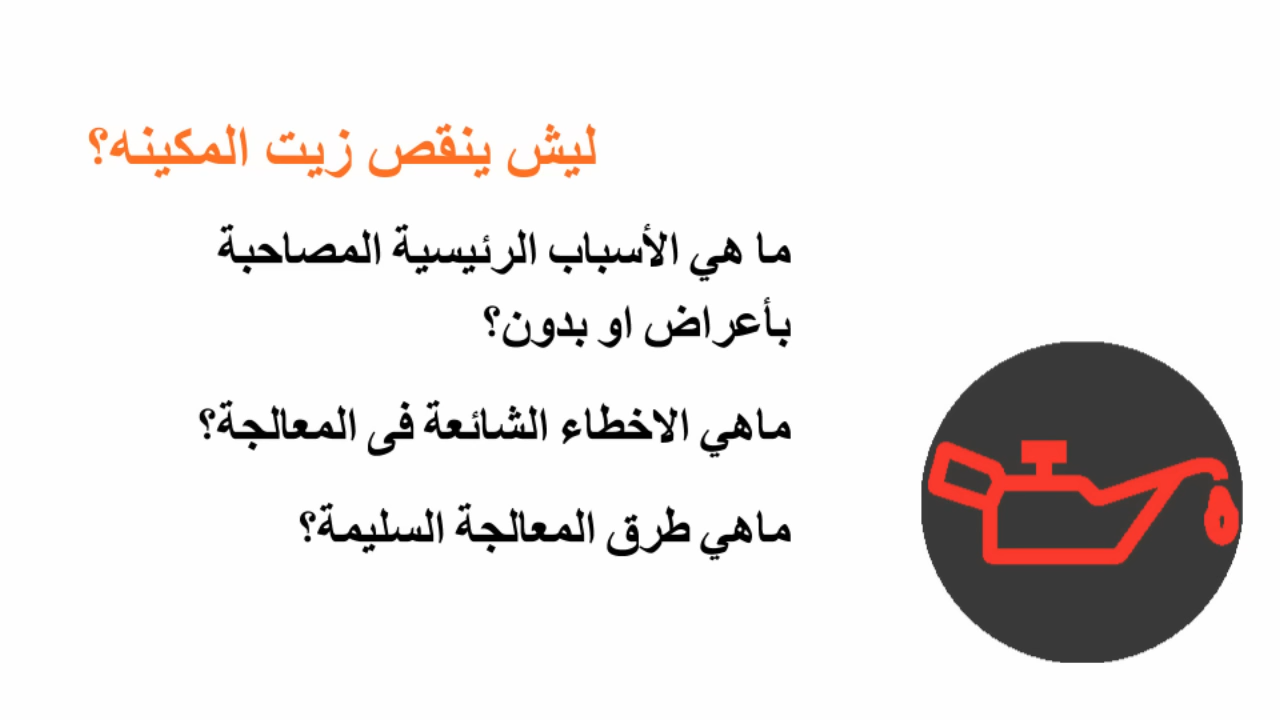 ليش ينقص زيت المكينه؟
ما هي الأسباب الرئيسية المصاحبة
بأعراض او بدون؟
ماهي الاخطاء الشائعة فى المعالجة؟
ماهي طرق المعالجة السليمة؟